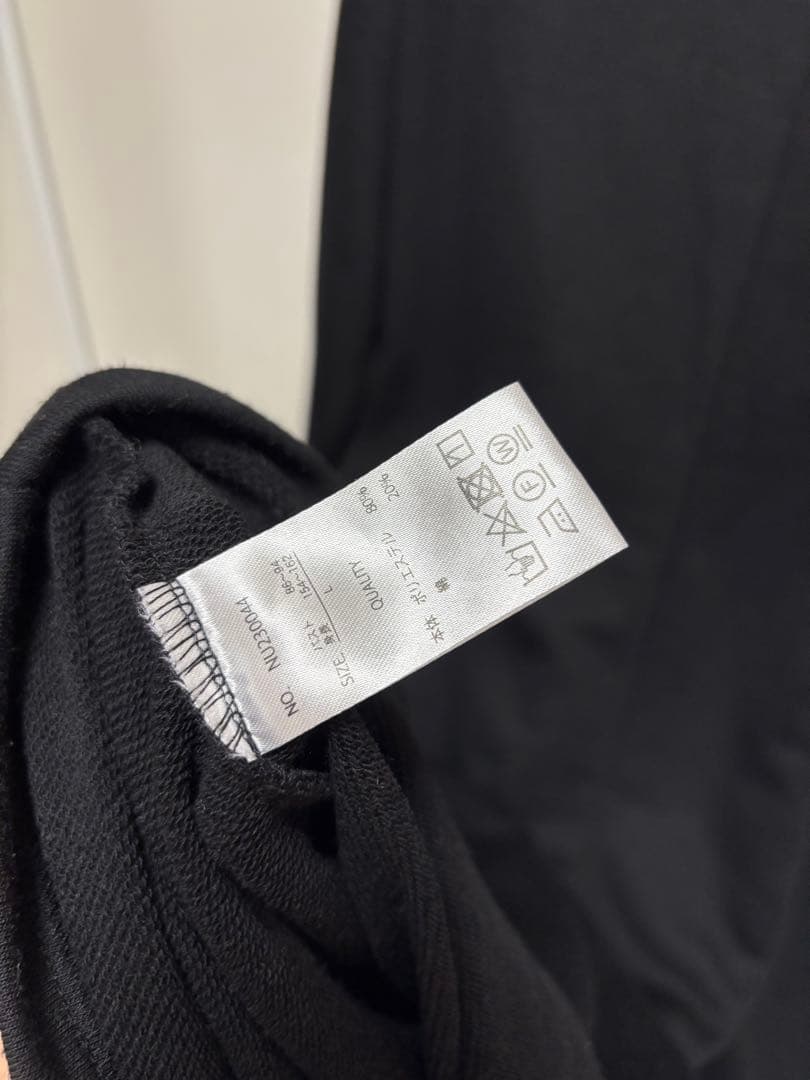 NO. NU230044
SIZE. バスト 86~94
身長 154~162
L
QUALITY
本体 ポリエステル 80%
綿 20%
W
F